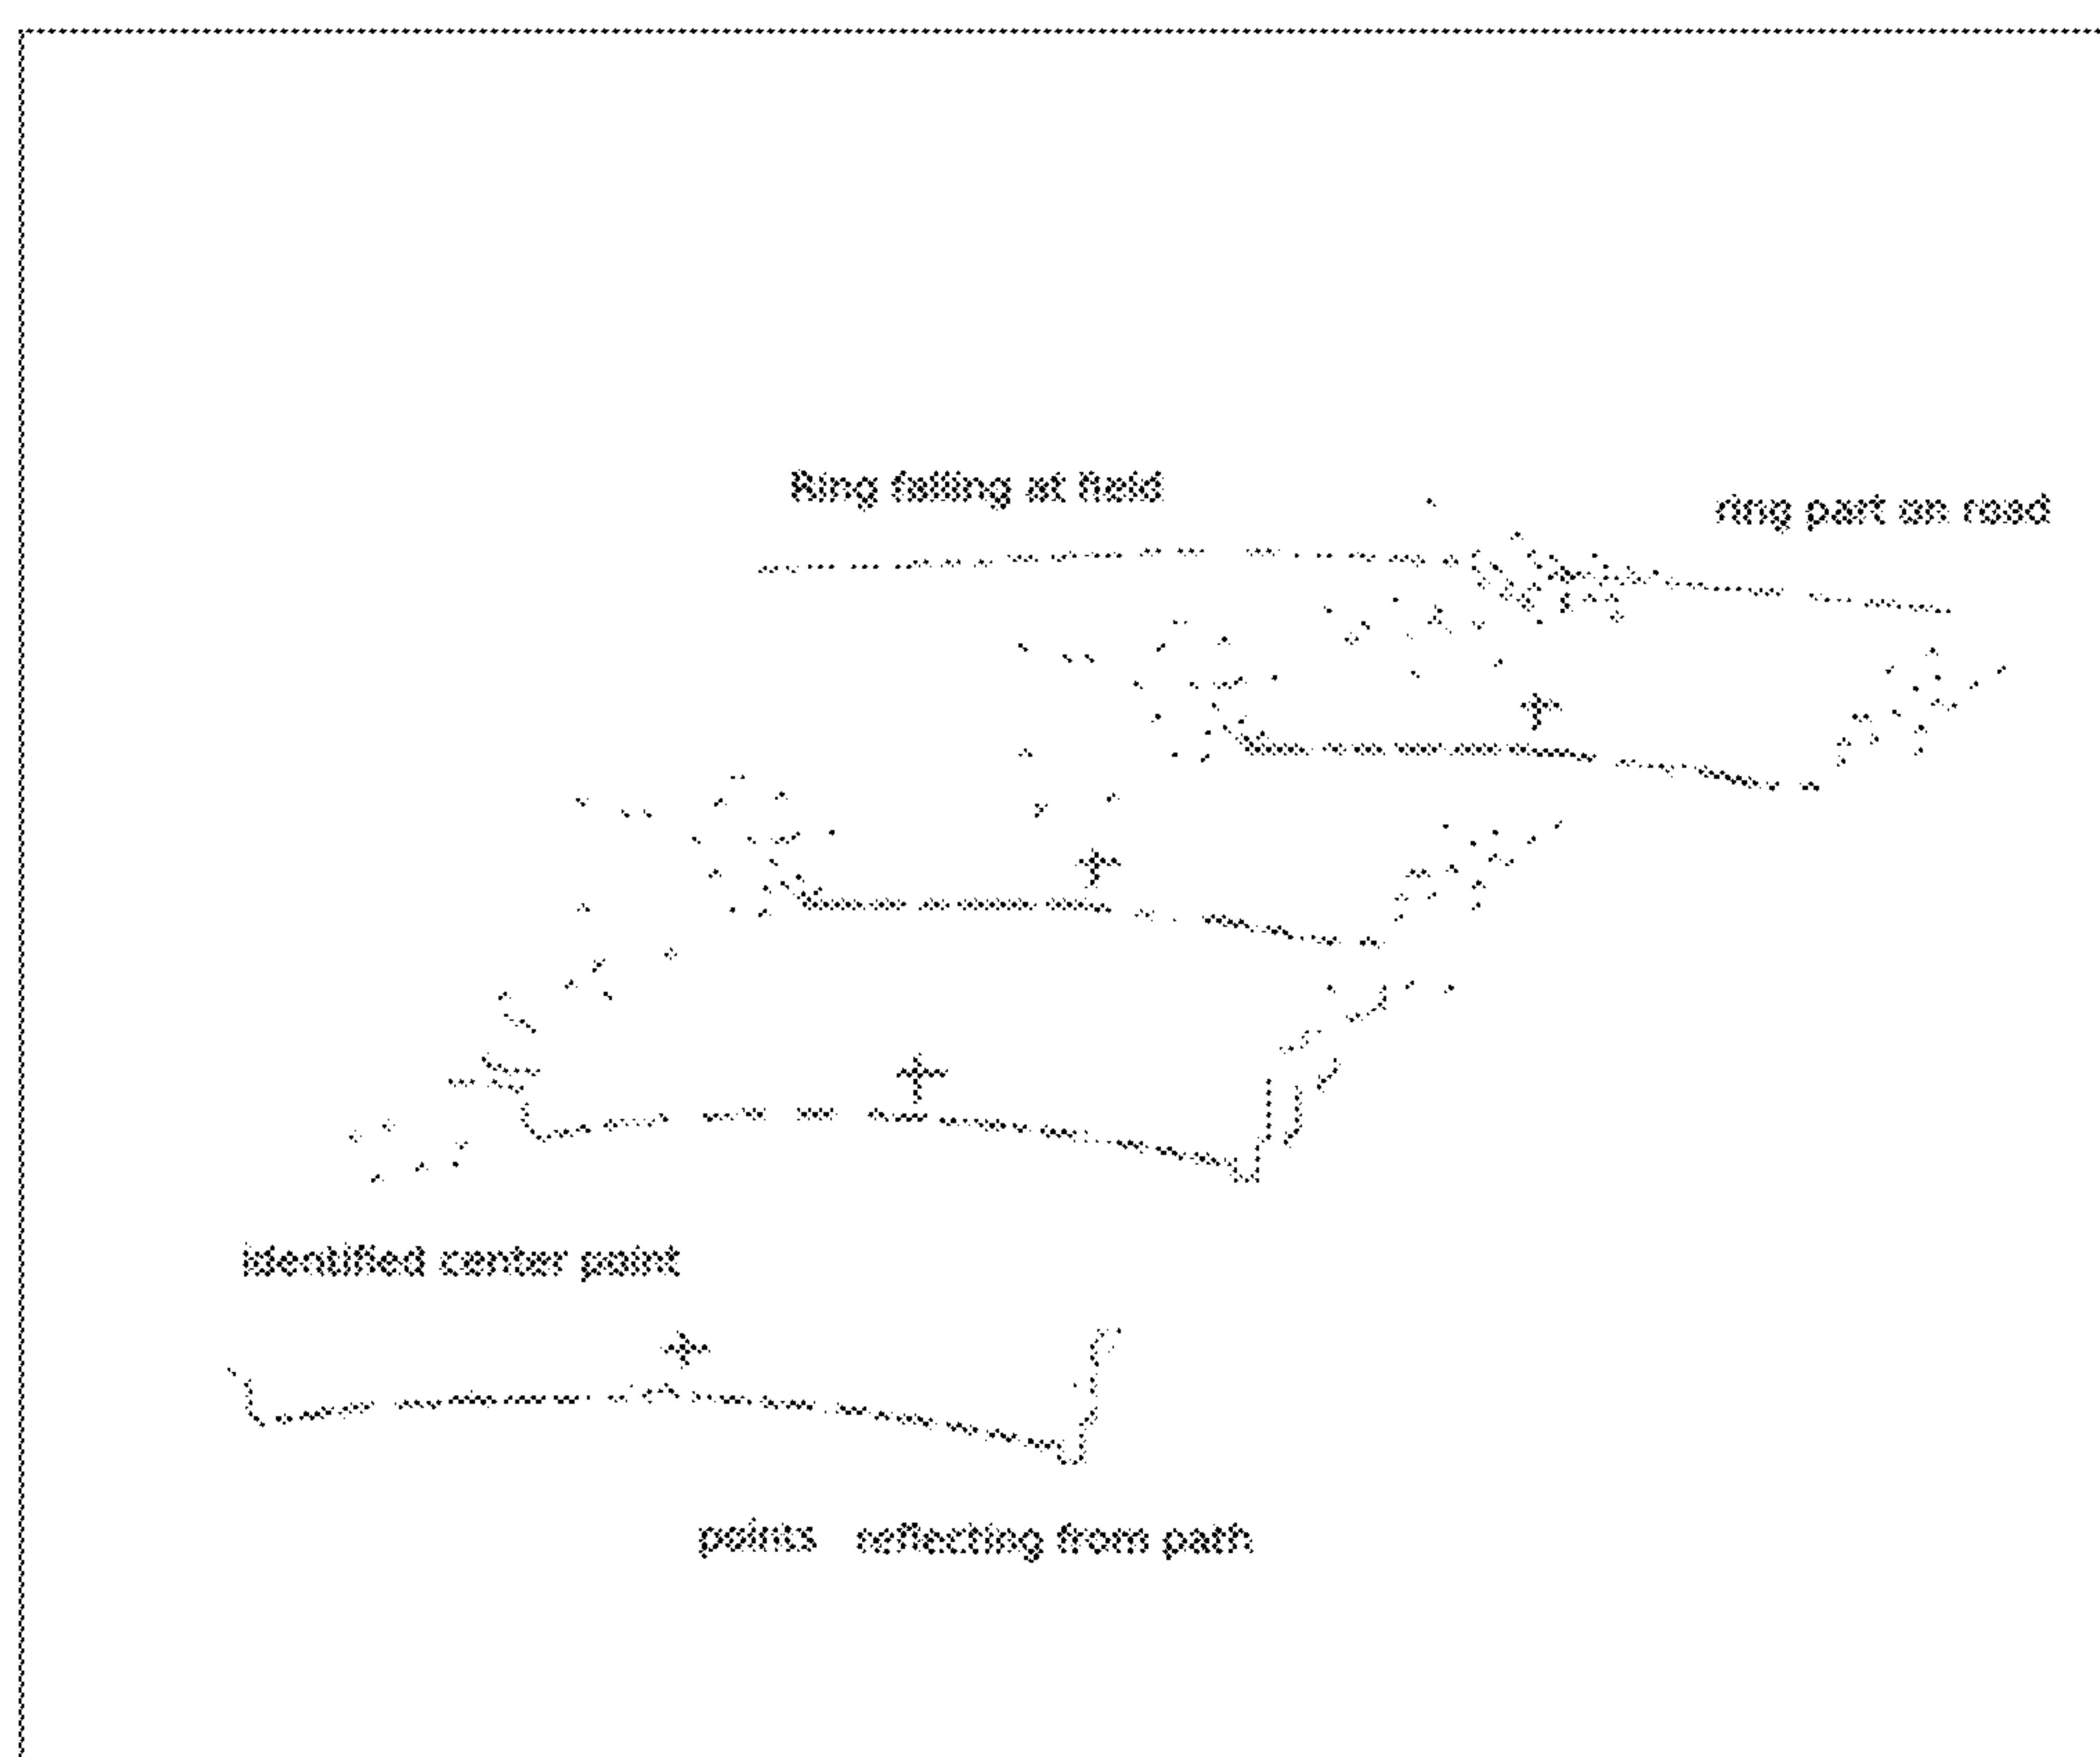 Ring falling at field
ring part on road
identified center point
points reflecting from path